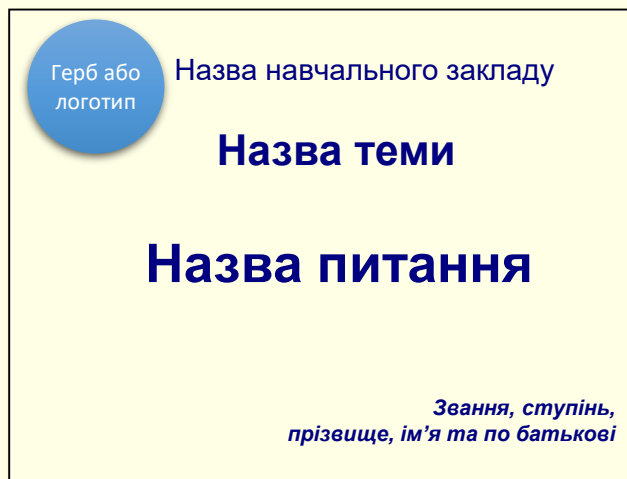 Герб або
логотип
Назва навчального закладу
Назва теми
Назва питання
Звання, ступінь,
прізвище, ім’я та по батькові